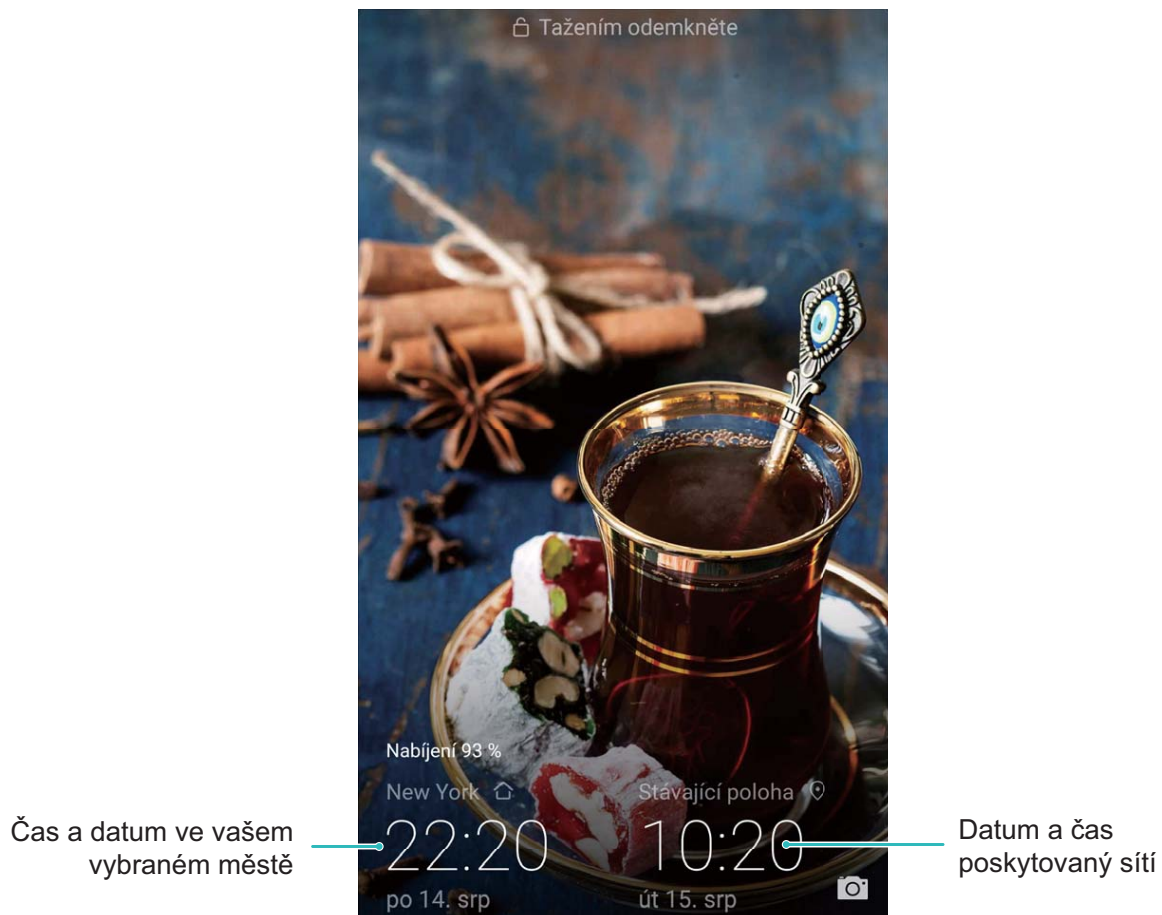 Tažením odemkněte
Nabíjení 93 %
New York
Stávající poloha
22:20
10:20
po 14. srp
út 15. srp
Čas a datum ve vašem
vybraném městě
Datum a čas
poskytovaný sítí